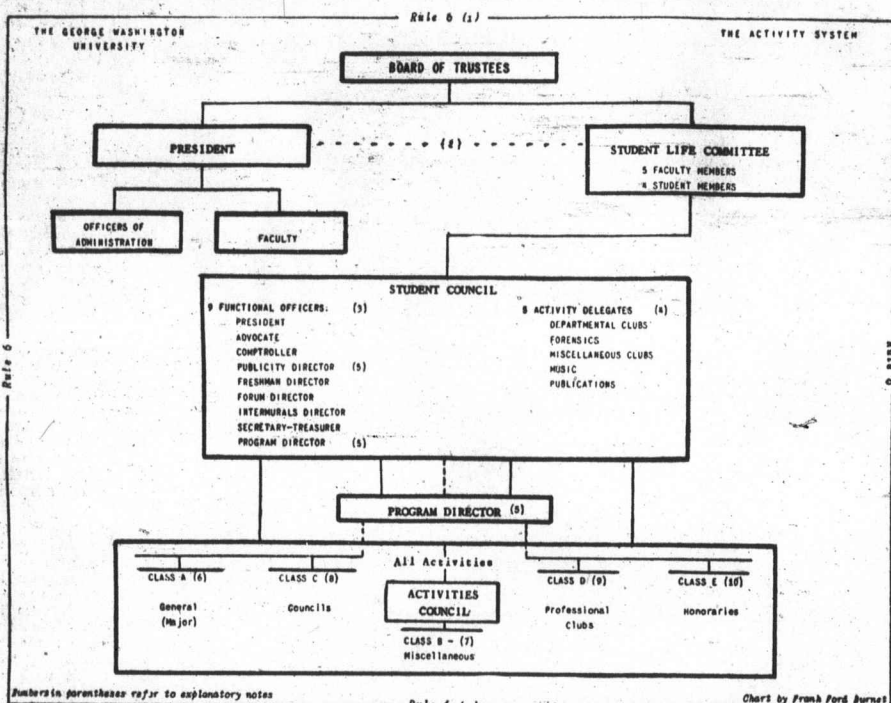 Rule 6 (1)
THE GEORGE WASHINGTON
UNIVERSITY
THE ACTIVITY SYSTEM
BOARD OF TRUSTEES
PRESIDENT
(2)
STUDENT LIFE COMMITTEE
5 FACULTY MEMBERS
4 STUDENT MEMBERS
OFFICERS OF
ADMINISTRATION
FACULTY
STUDENT COUNCIL
9 FUNCTIONAL OFFICERS: (3)
PRESIDENT
ADVOCATE
COMPTROLLER
PUBLICITY DIRECTOR (5)
FRESHMAN DIRECTOR
FORUM DIRECTOR
INTERMURALS DIRECTOR
SECRETARY-TREASURER
PROGRAM DIRECTOR (5)
ACTIVITY DELEGATES (4)
DEPARTMENTAL CLUBS
FORENSICS
MISCELLANEOUS CLUBS
MUSIC
PUBLICATIONS
Rule 6
PROGRAM DIRECTOR (5)
All Activities
CLASS A (6)
General
(Major)
CLASS C (8)
Councils
ACTIVITIES
COUNCIL
CLASS B - (7)
Miscellaneous
CLASS D (9)
Professional
Clubs
CLASS E (10)
Honoraries
Numbers in parentheses refer to explanatory notes
Chart by Frank Ford Burnet